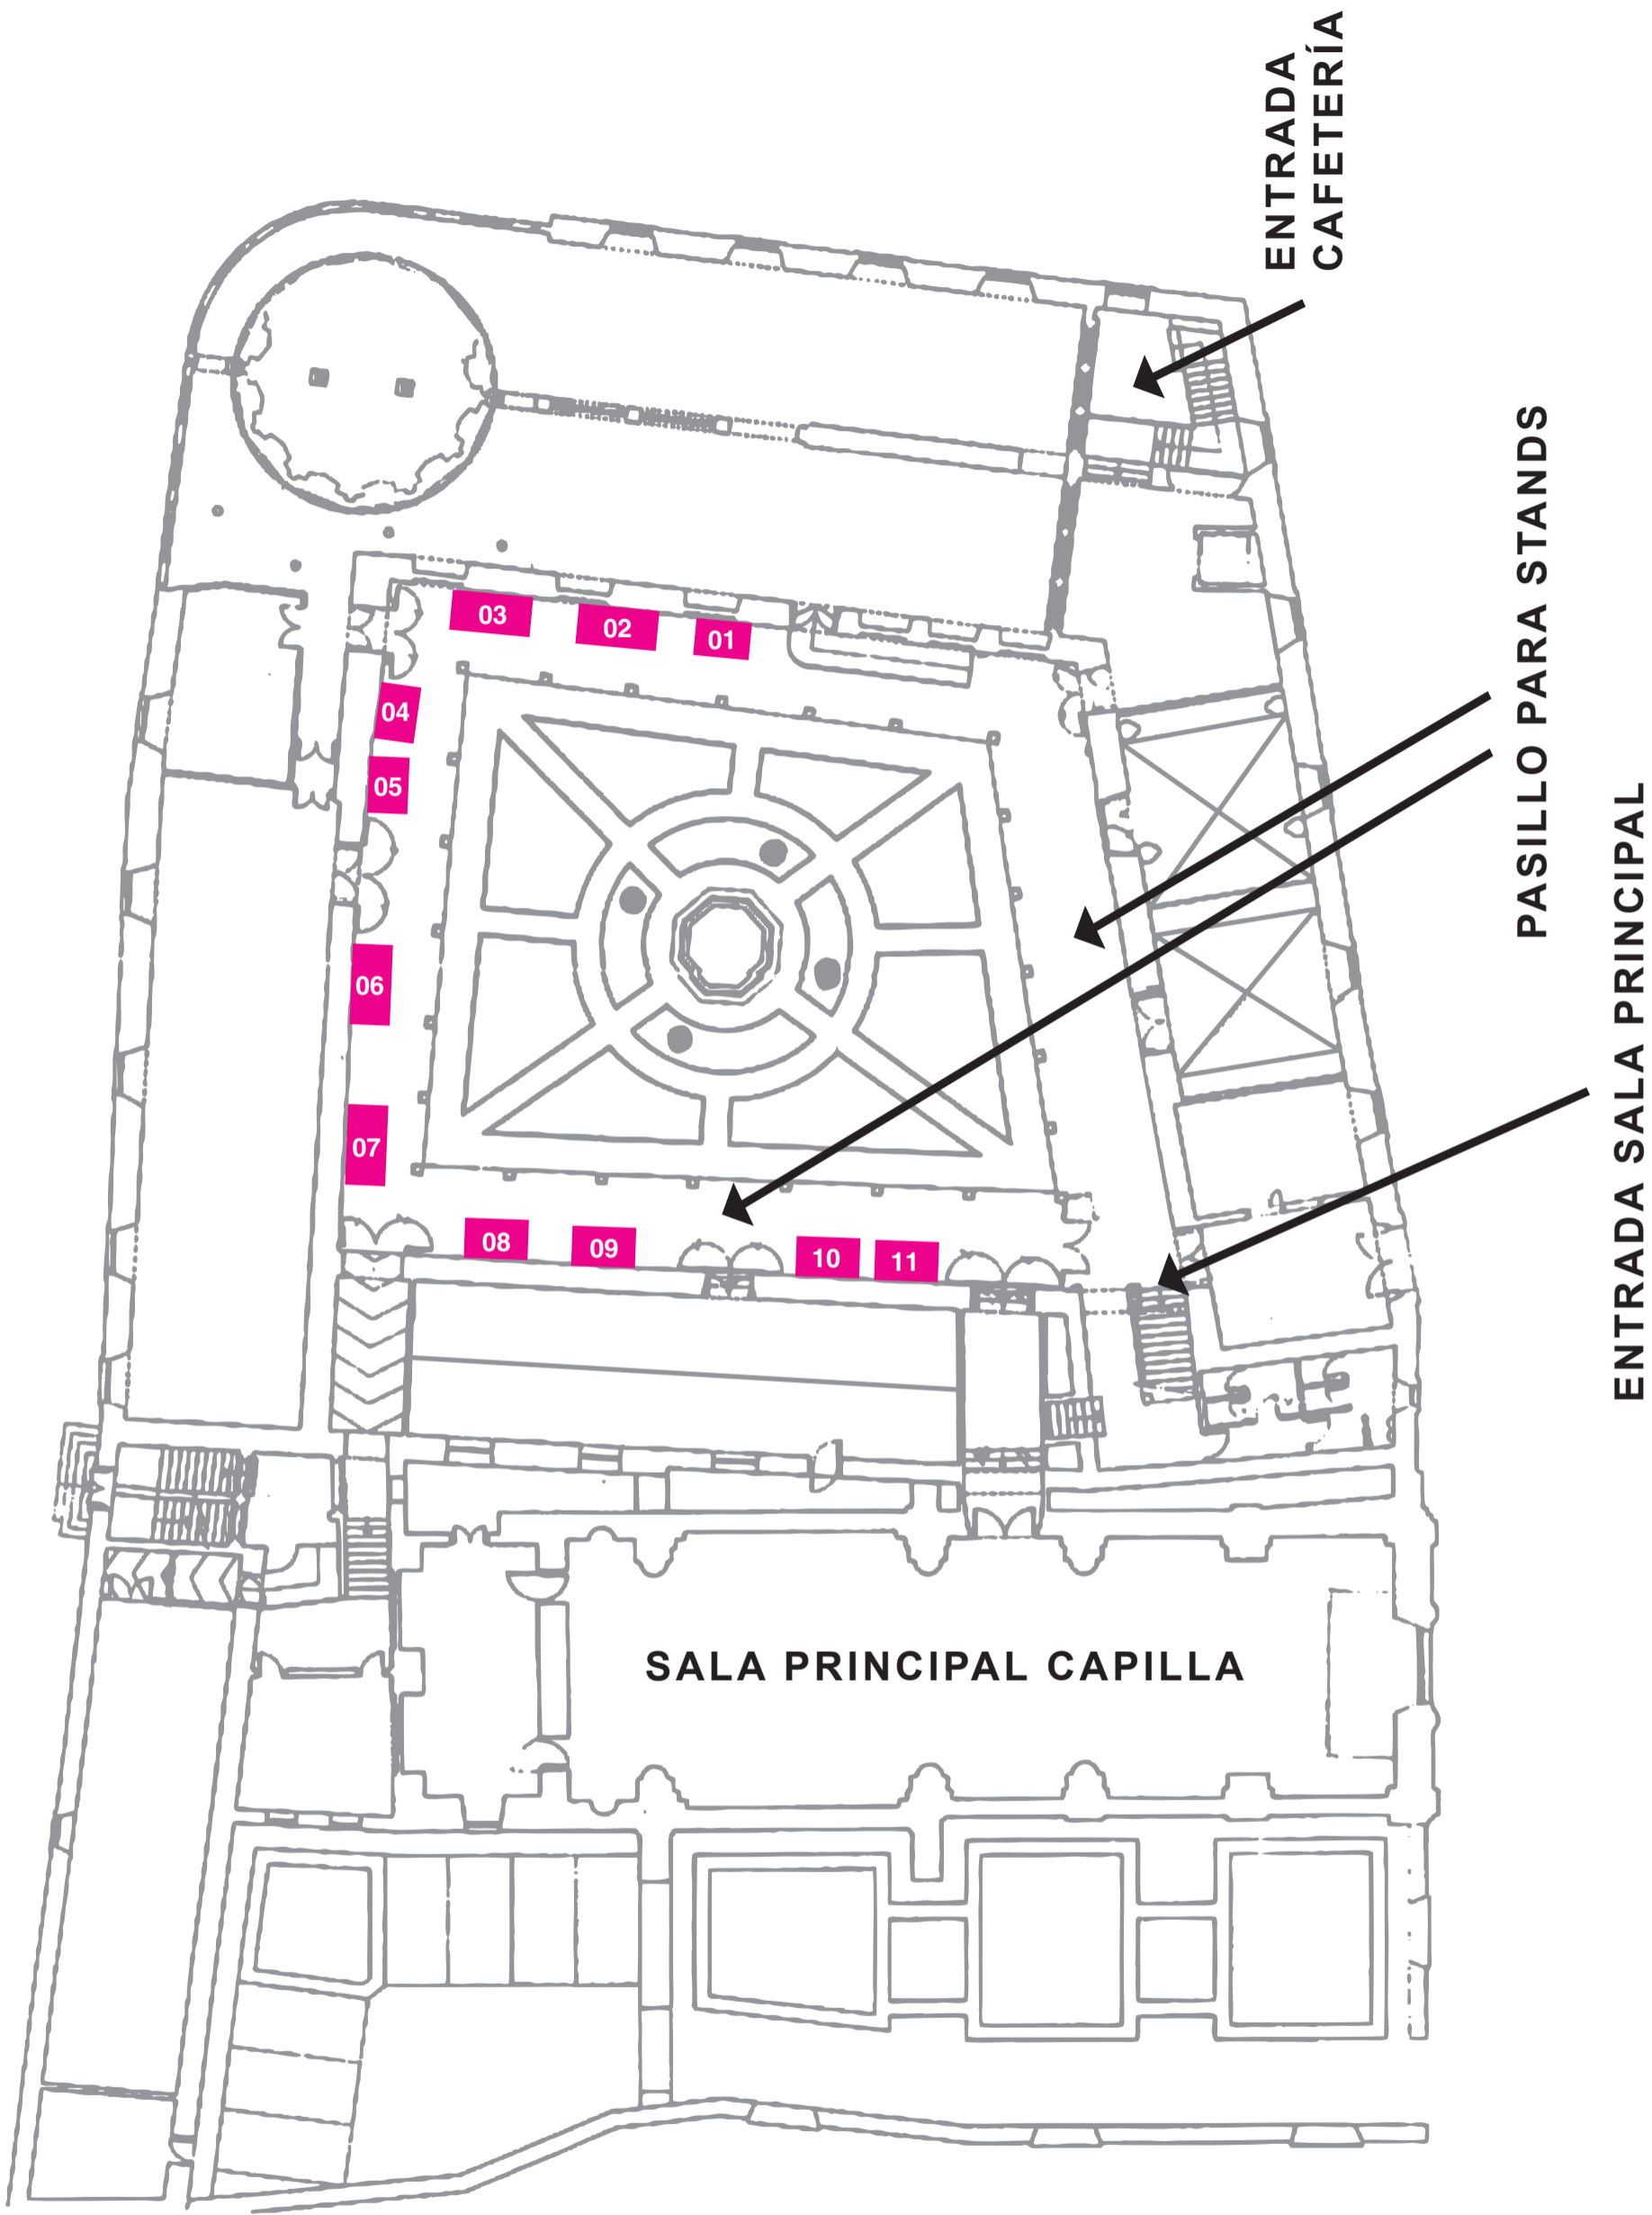 ENTRADA
CAFETERÍA
PASILLO PARA STANDS
ENTRADA SALA PRINCIPAL
03
02
01
04
05
06
07
08
09
10
11
SALA PRINCIPAL CAPILLA